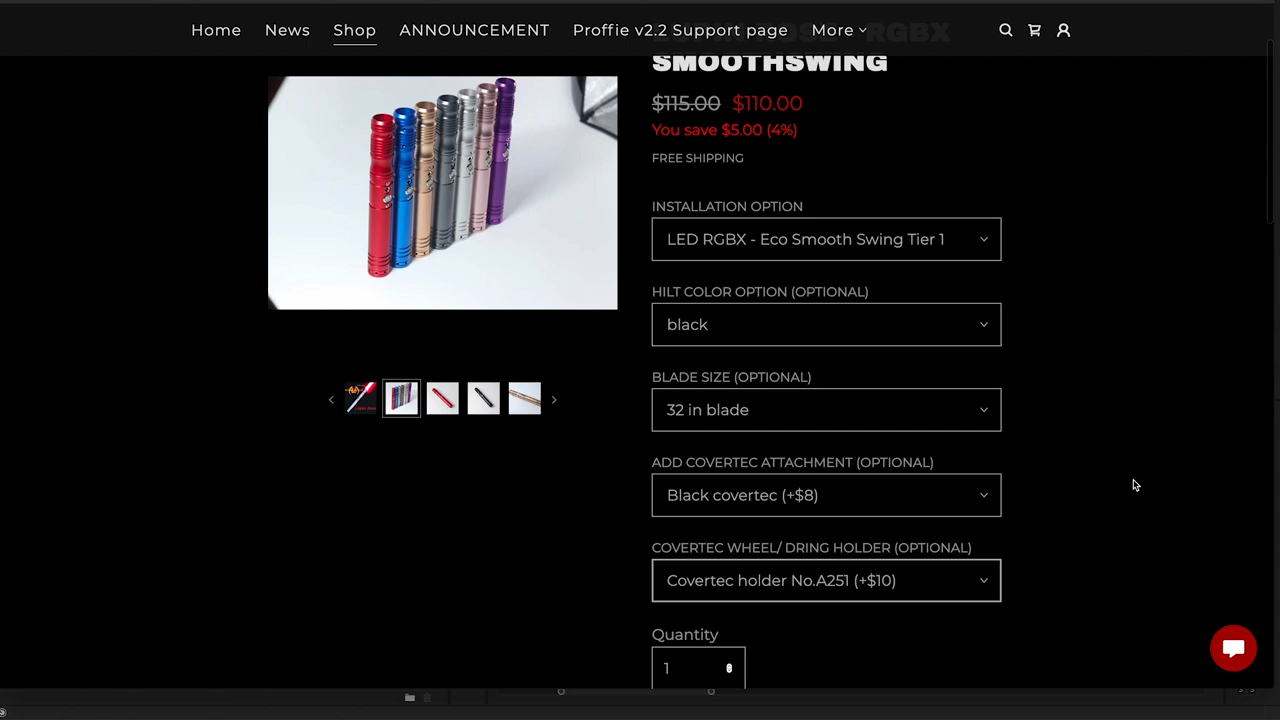 Home News Shop ANNOUNCEMENT Proffie v2.2 Support page More
RGBX
SMOOTHSWING
$115.00 $110.00
You save $5.00 (4%)
FREE SHIPPING
INSTALLATION OPTION
LED RGBX - Eco Smooth Swing Tier 1
HILT COLOR OPTION (OPTIONAL)
black
BLADE SIZE (OPTIONAL)
32 in blade
ADD COVERTEC ATTACHMENT (OPTIONAL)
Black covertec (+$8)
COVERTEC WHEEL/ DRING HOLDER (OPTIONAL)
Covertec holder No.A251 (+$10)
Quantity
1